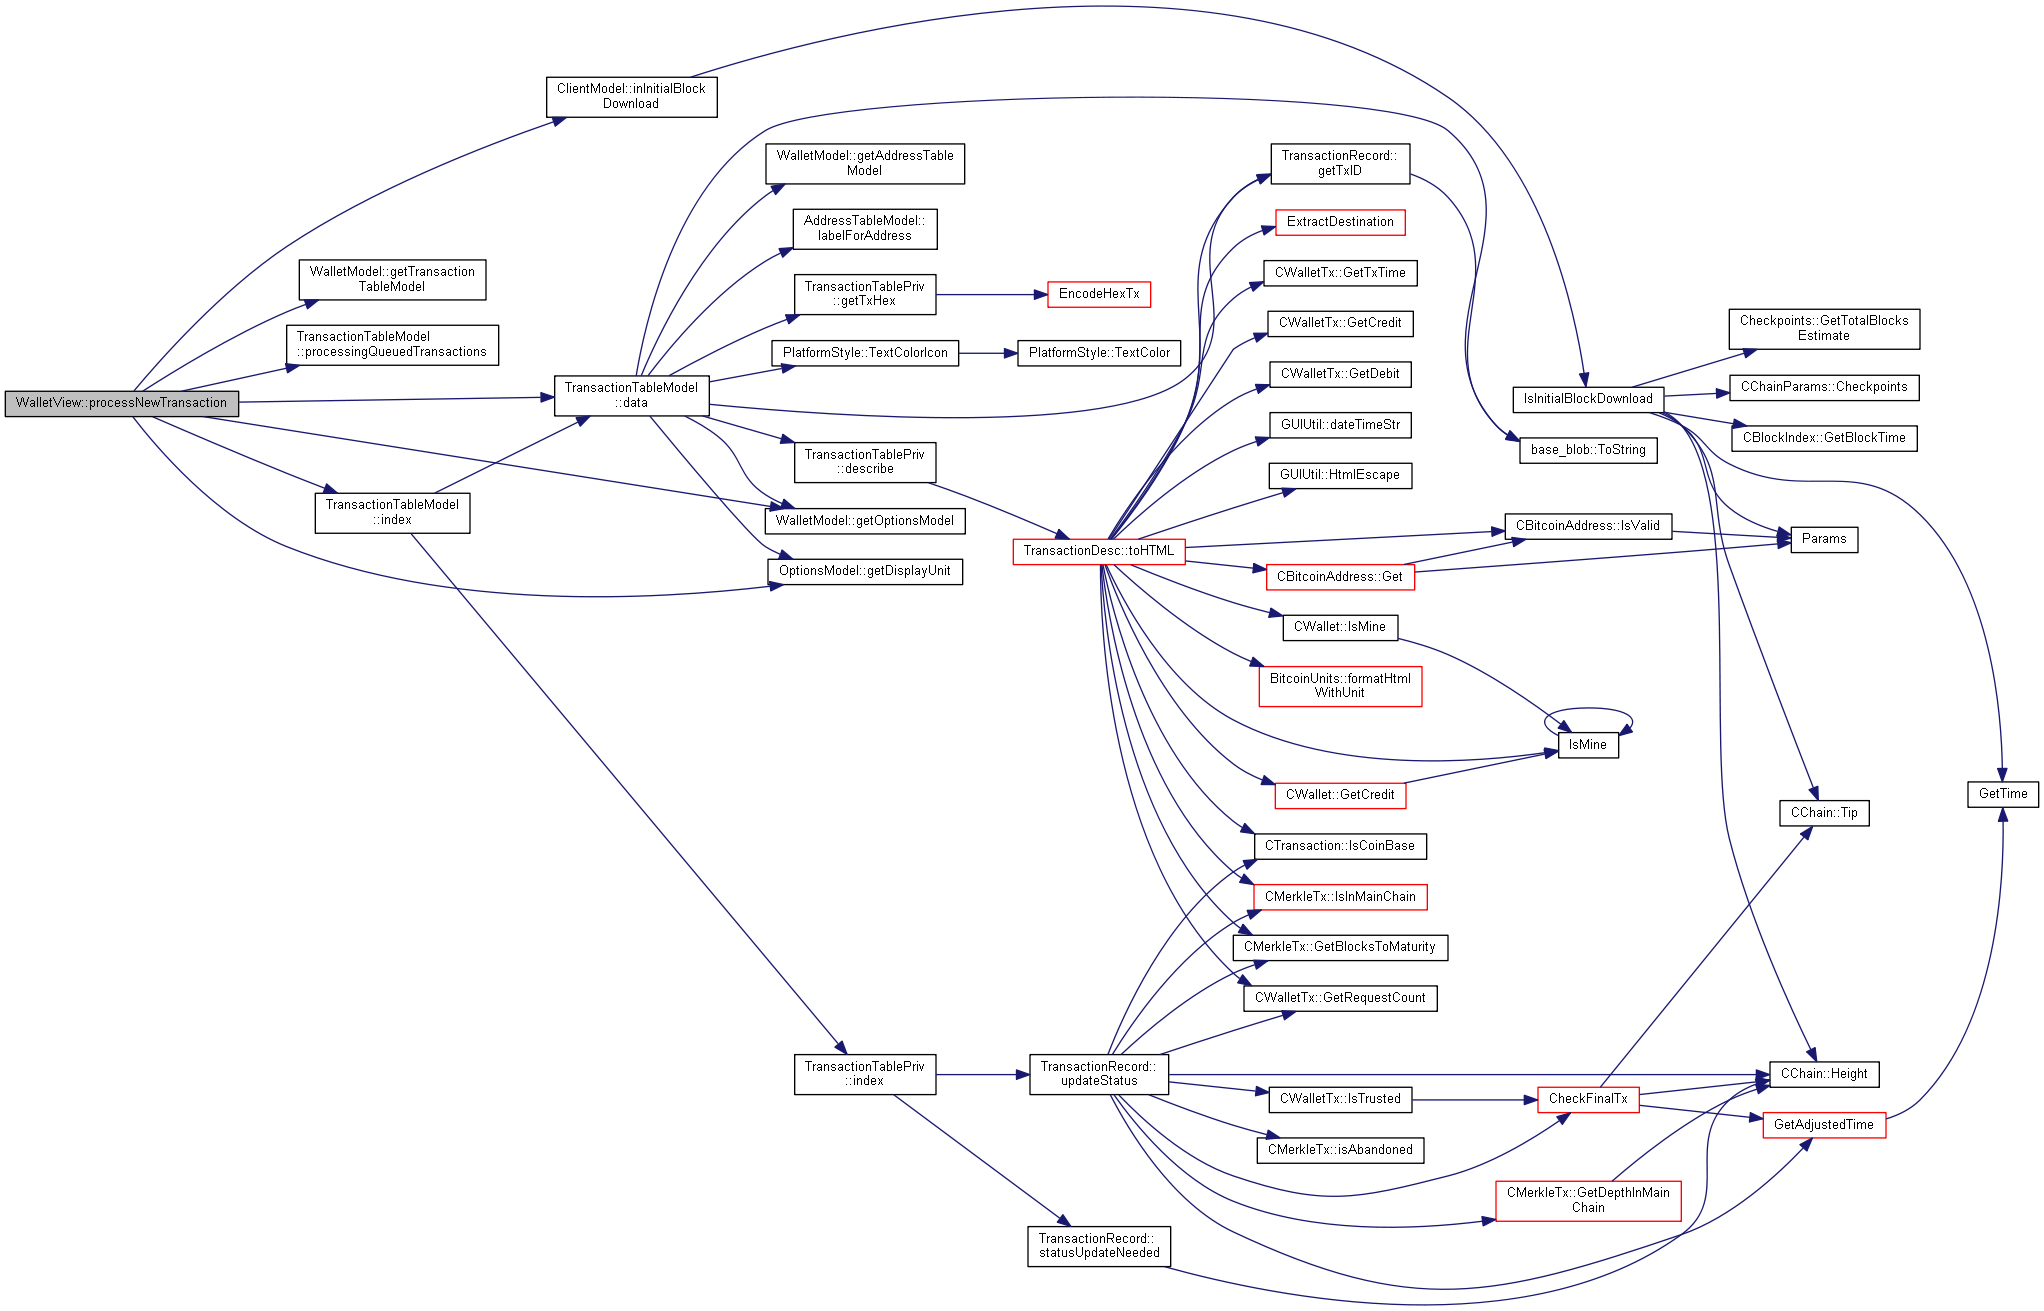 WalletView::processNewTransaction
ClientModel::inInitialBlock
Download
WalletModel::getTransaction
TableModel
TransactionTableModel
::processingQueuedTransactions
TransactionTableModel
::data
TransactionTableModel
::index
WalletModel::getAddressTable
Model
AddressTableModel::
labelForAddress
TransactionTablePriv
::getTxHex
PlatformStyle::TextColorIcon
TransactionTablePriv
::describe
WalletModel::getOptionsModel
OptionsModel::getDisplayUnit
TransactionTablePriv
::index
EncodeHexTx
PlatformStyle::TextColor
TransactionDesc::toHTML
TransactionRecord::
updateStatus
TransactionRecord::
statusUpdateNeeded
TransactionRecord::
getTxID
ExtractDestination
CWalletTx::GetTxTime
CWalletTx::GetCredit
CWalletTx::GetDebit
GUIUtil::dateTimeStr
GUIUtil::HtmlEscape
CBitcoinAddress::Get
CWallet::IsMine
BitcoinUnits::formatHtml
WithUnit
CWallet::GetCredit
CTransaction::IsCoinBase
CMerkleTx::IsInMainChain
CMerkleTx::GetBlocksToMaturity
CWalletTx::GetRequestCount
CWalletTx::IsTrusted
CMerkleTx::isAbandoned
IsInitialBlockDownload
base_blob::ToString
CBitcoinAddress::IsValid
IsMine
CheckFinalTx
CMerkleTx::GetDepthInMain
Chain
Checkpoints::GetTotalBlocks
Estimate
CChainParams::Checkpoints
CBlockIndex::GetBlockTime
Params
CChain::Tip
CChain::Height
GetAdjustedTime
GetTime